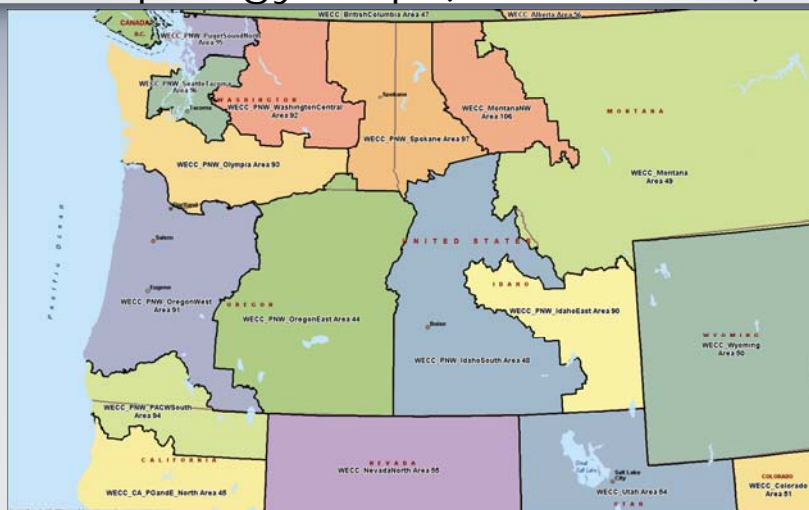 WECC_BritishColumbia Area 47
WECC_Alberta Area 56
CANADA
B.C.
WECC_PNW_PugetSoundNorth
Area 95
WECC_PNW_SeattleTacoma
Area 96
Tacoma
WASHINGTON
WECC_PNW_WashingtonCentral
Area 92
Spokane
WECC_PNW_Spokane Area 97
WECC_MontanaNW
Area 106
MONTANA
WECC_Montana
Area 49
WECC_PNW_Olympia Area 93
Portland
Salem
Pacific Ocean
UNITED STATES
Eugene
WECC_PNW_OregonWest
Area 91
OREGON
WECC_PNW_OregonEast Area 44
IDAHO
WECC_PNW_IdahoEast Area 90
Boise
WECC_PNW_IdahoSouth Area 48
WYOMING
WECC_Wyoming
Area 50
WECC_PNW_PACWSouth
Area 94
CALIFORNIA
WECC_CA_PGandE_North Area 45
NEVADA
WECC_NevadaNorth Area 98
Great
Salt Lake
Salt Lake
City
WECC_Utah Area 54
UTAH
COLORADO
WECC_Colorado
Area 51